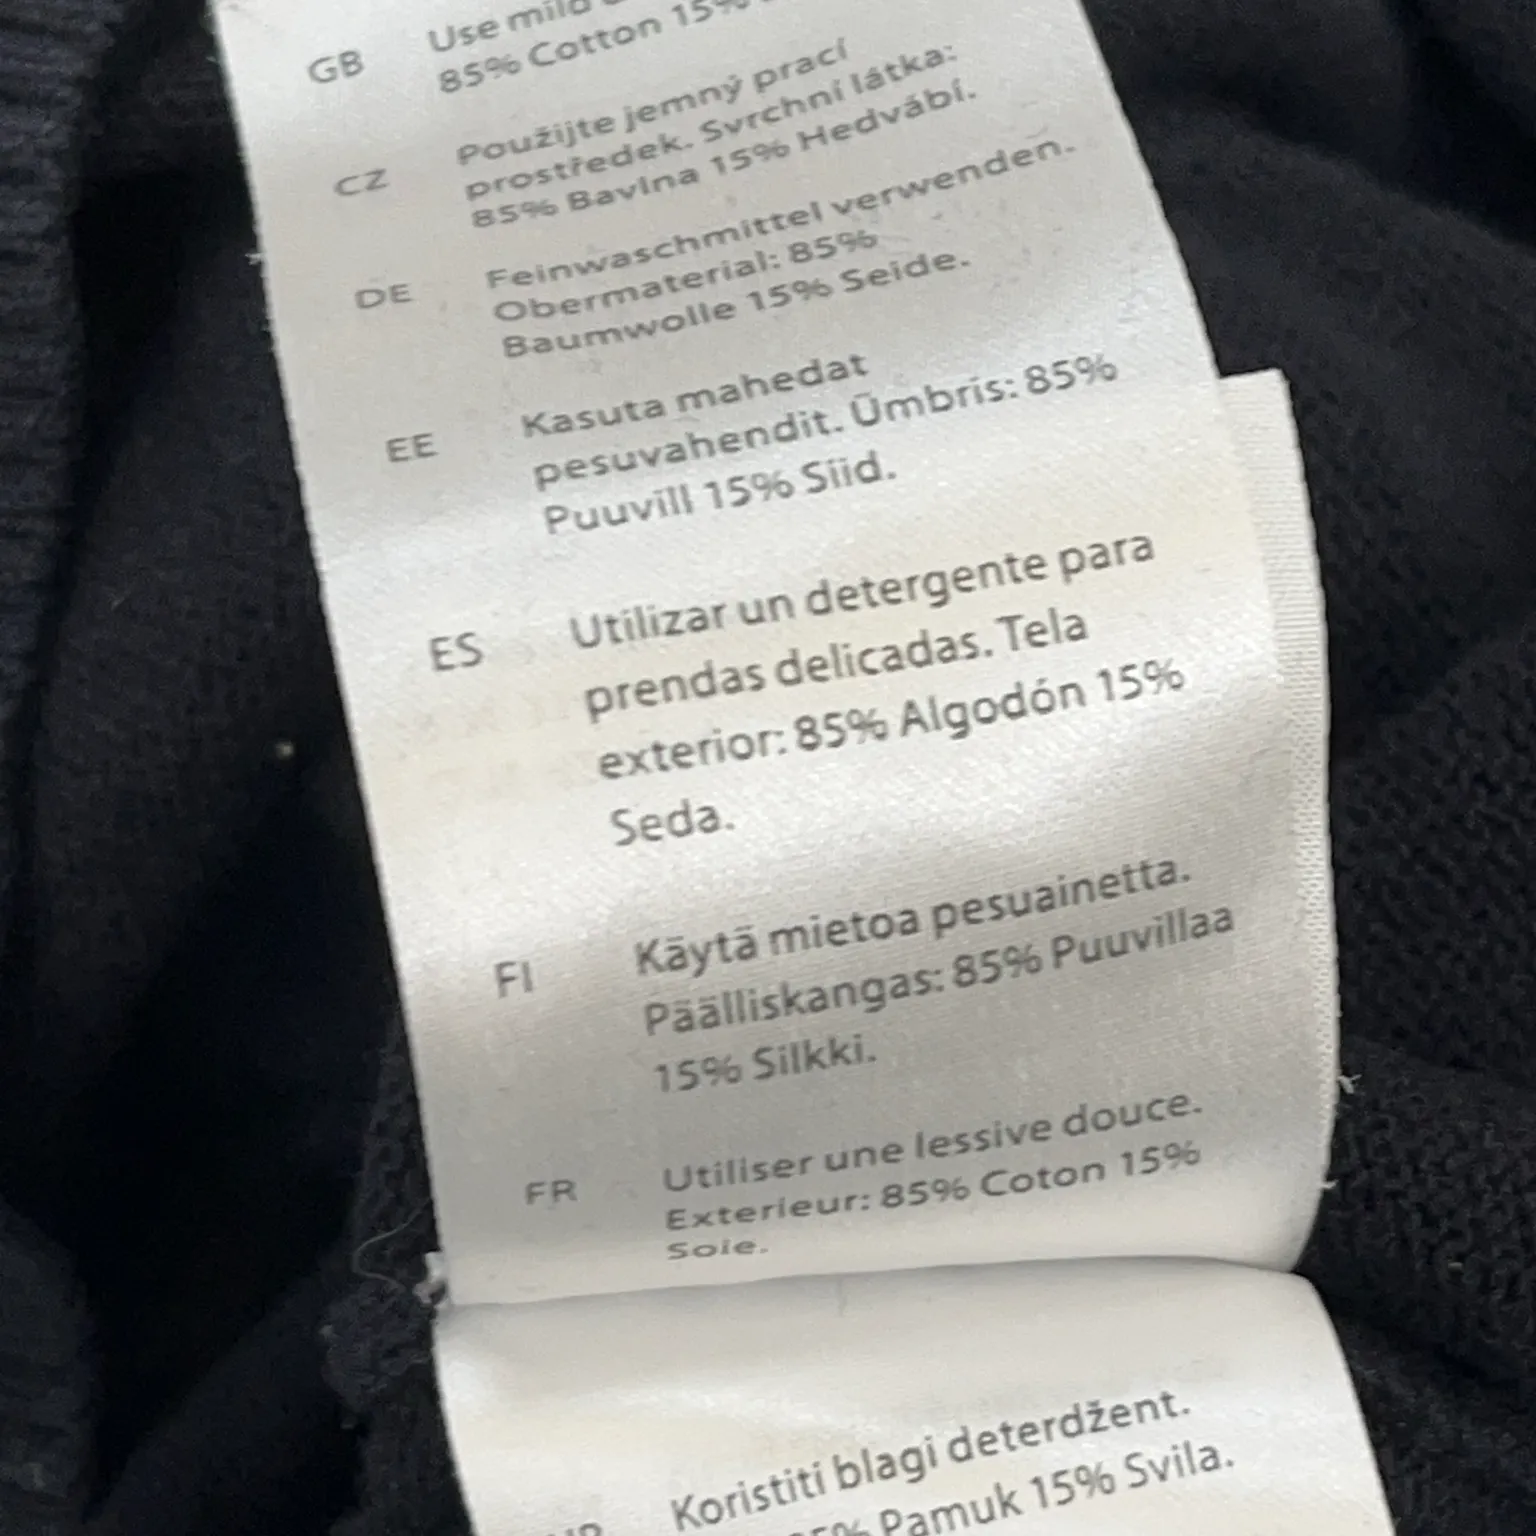 GB Use mild
85% Cotton 15%
CZ Použijte jemný prací
prostředek. Svrchní látka:
85% Bavlna 15% Hedvábí.
DE Feinwaschmittel verwenden.
Obermaterial: 85%
Baumwolle 15% Seide.
EE Kasuta mahedat
pesuvahendit. Ümbris: 85%
Puuvill 15% Siid.
ES Utilizar un detergente para
prendas delicadas. Tela
exterior: 85% Algodón 15%
Seda.
FI Käytä mietoa pesuainetta.
Päälliskangas: 85% Puuvillaa
15% Silkki.
FR Utiliser une lessive douce.
Exterieur: 85% Coton 15%
Soie.
Koristiti blagi deterdžent.
Pamuk 15% Svila.